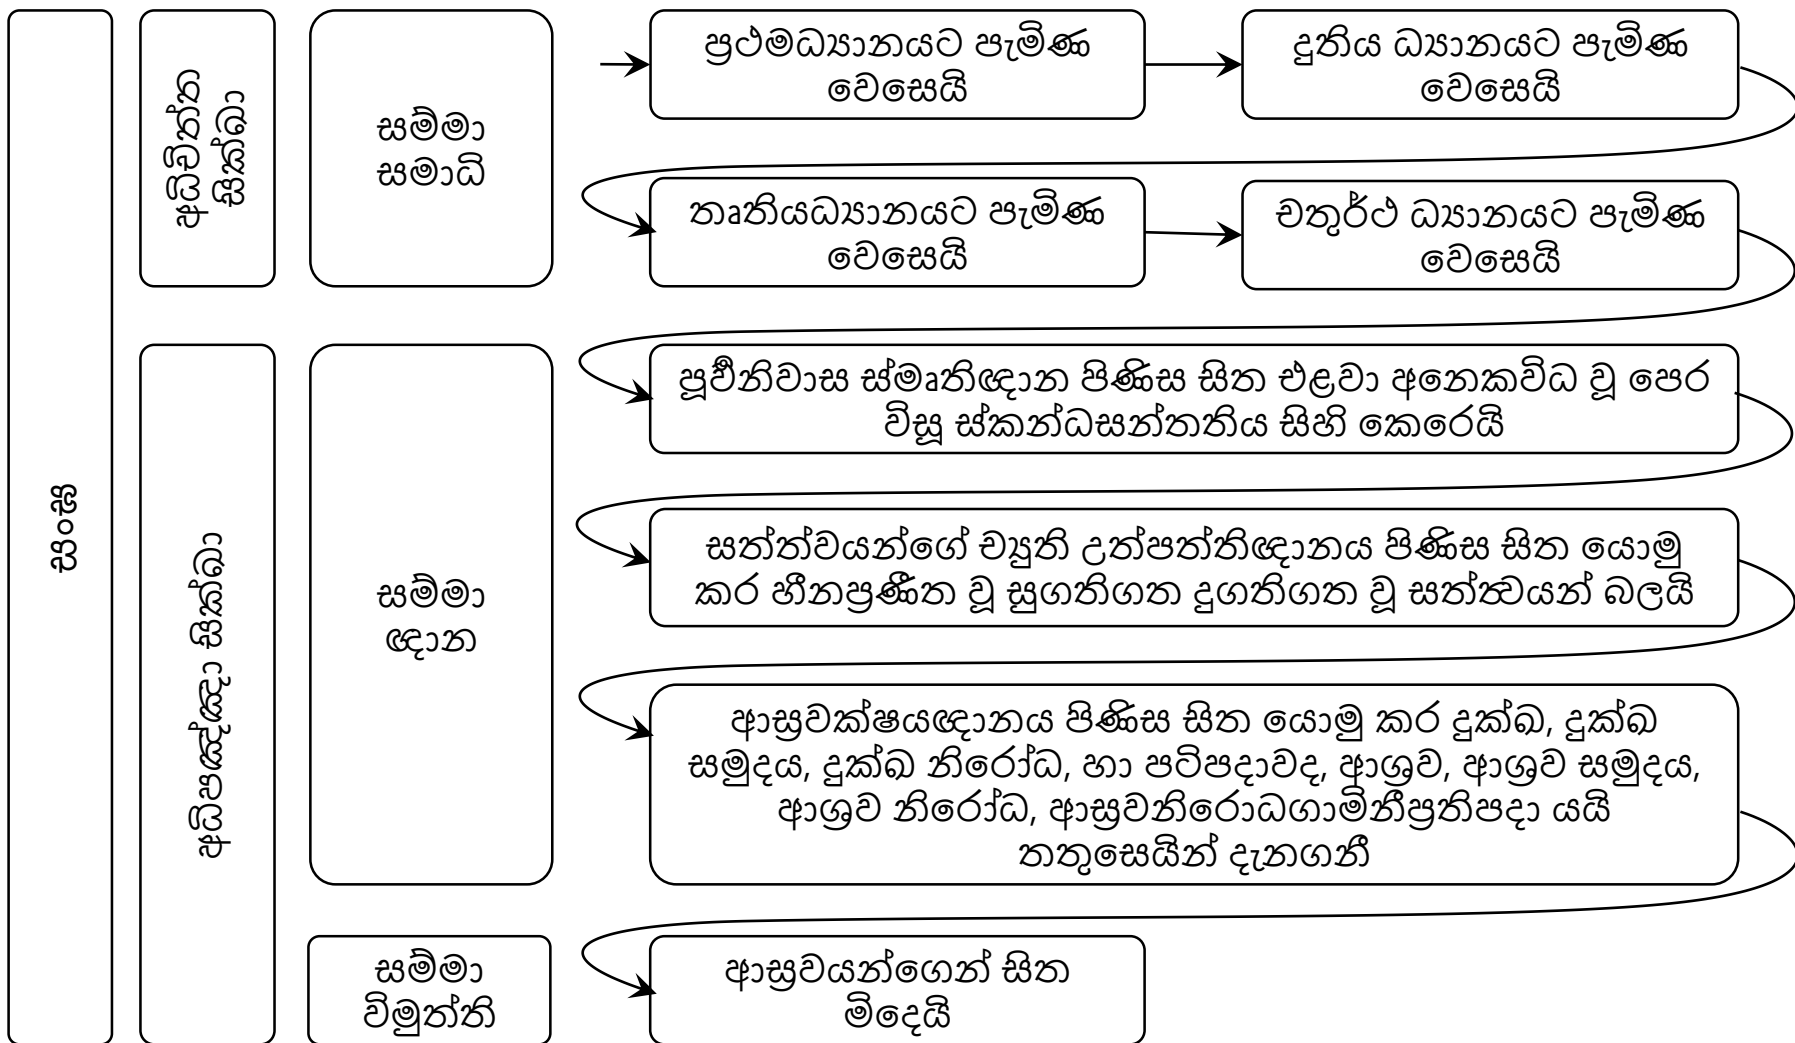 සංඝ
අධිචිත්ත
සික්ඛා
සම්මා
සමාධි
ප්‍රථමධ්‍යානයට පැමිණ
වෙසෙයි
දුතිය ධ්‍යානයට පැමිණ
වෙසෙයි
තෘතියධ්‍යානයට පැමිණ
වෙසෙයි
චතුර්ථ ධ්‍යානයට පැමිණ
වෙසෙයි
අධිපඤ්ඤා සික්ඛා
සම්මා
ඥාන
පූර්‍වනිවාස ස්මෘතිඥාන පිණිස සිත එළවා අනෙකවිධ වූ පෙර
විසූ ස්කන්ධසන්තතිය සිහි කෙරෙයි
සත්ත්වයන්ගේ ච්‍යුති උත්පත්තිඥානය පිණිස සිත යොමු
කර හීනප්‍රණීත වූ සුගතිගත දුගතිගත වූ සත්ත්‍වයන් බලයි
ආස්‍රවක්ෂයඥානය පිණිස සිත යොමු කර දුක්ඛ, දුක්ඛ
සමුදය, දුක්ඛ නිරෝධ, හා පටිපදාවද, ආශ්‍රව, ආශ්‍රව සමුදය,
ආශ්‍රව නිරෝධ, ආස්‍රවනිරොධගාමිනීප්‍රතිපදා යයි
තතුසෙයින් දැනගනී
සම්මා
විමුත්ති
ආස්‍රවයන්ගෙන් සිත
මිදෙයි